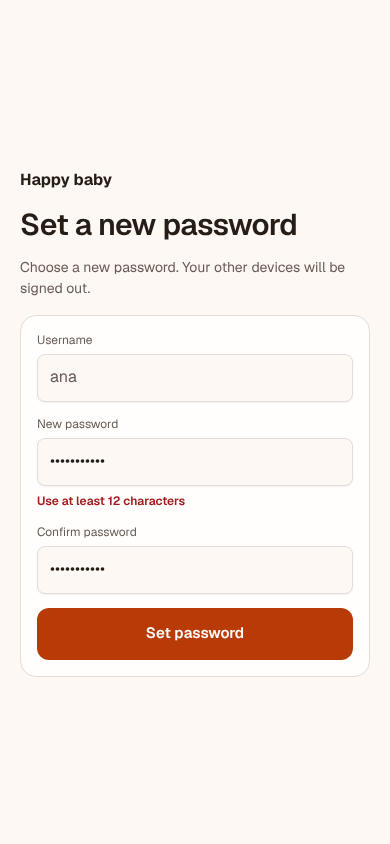 Happy baby
Set a new password
Choose a new password. Your other devices will be
signed out.
Username
ana
New password
•••••••••••
Use at least 12 characters
Confirm password
•••••••••••
Set password